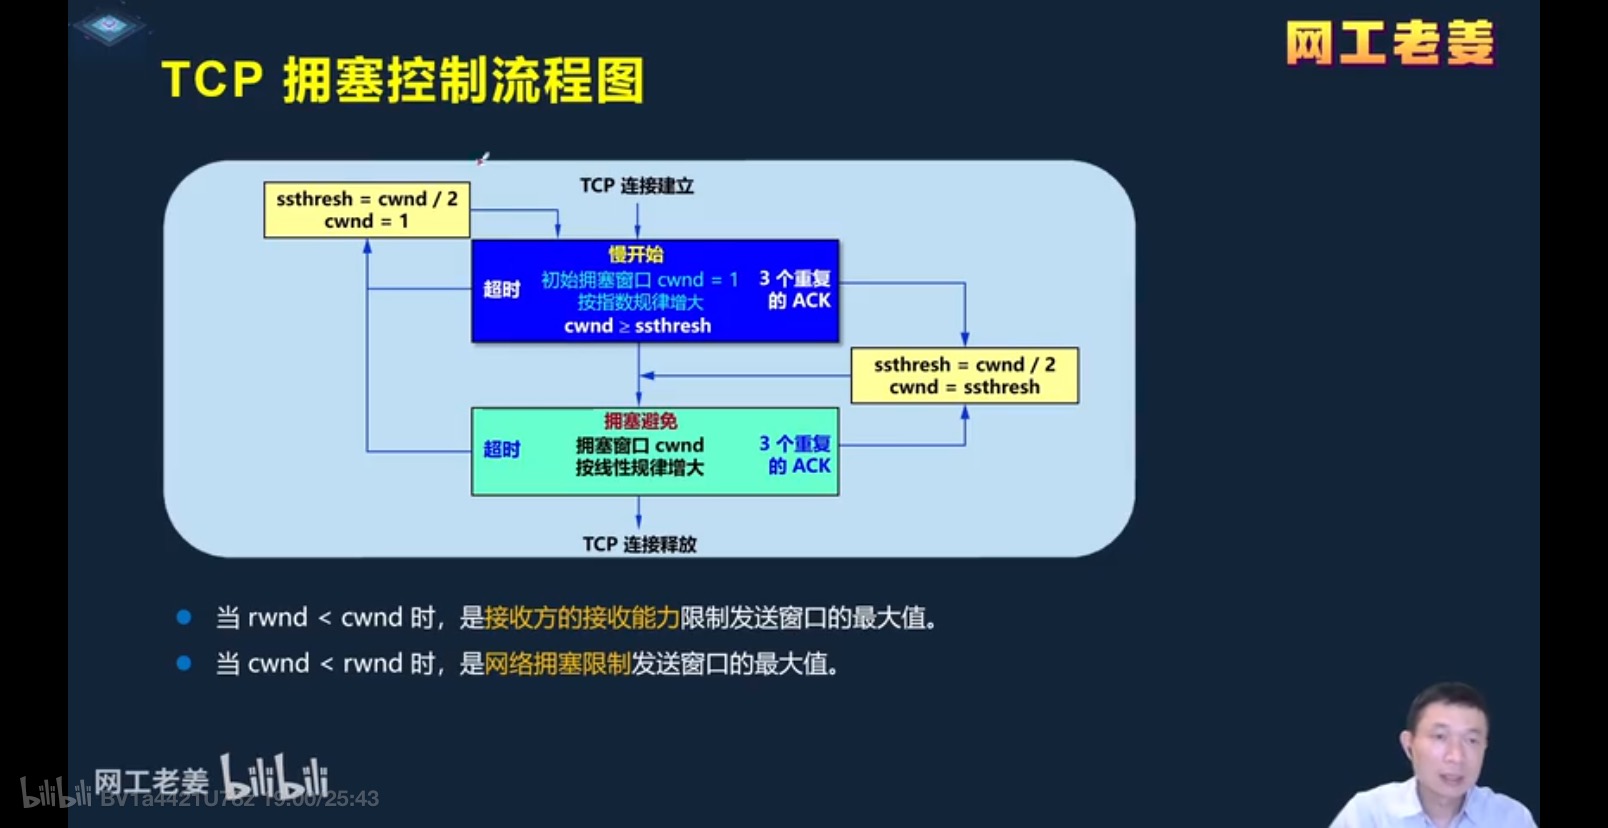 网工老姜
TCP 拥塞控制流程图
TCP 连接建立
ssthresh = cwnd / 2
cwnd = 1
慢开始
超时
初始拥塞窗口 cwnd = 1
按指数规律增大
cwnd ≥ ssthresh
3 个重复
的 ACK
ssthresh = cwnd / 2
cwnd = ssthresh
拥塞避免
超时
拥塞窗口 cwnd
按线性规律增大
3 个重复
的 ACK
TCP 连接释放
当 rwnd < cwnd 时，是接收方的接收能力限制发送窗口的最大值。
当 cwnd < rwnd 时，是网络拥塞限制发送窗口的最大值。
网工老姜 bilibili
bilibili 19:00/25:43